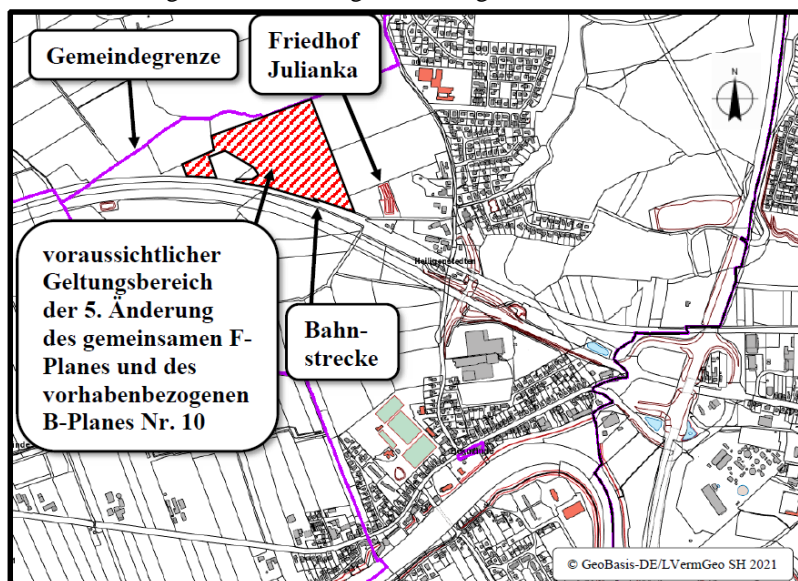 Gemeindegrenze
Friedhof
Julianka
N
Heiligenstedten
voraussichtlicher
Geltungsbereich
der 5. Änderung
des gemeinsamen F-
Planes und des
vorhabenbezogenen
B-Planes Nr. 10
Bahn-
strecke
© GeoBasis-DE/LVermGeo SH 2021